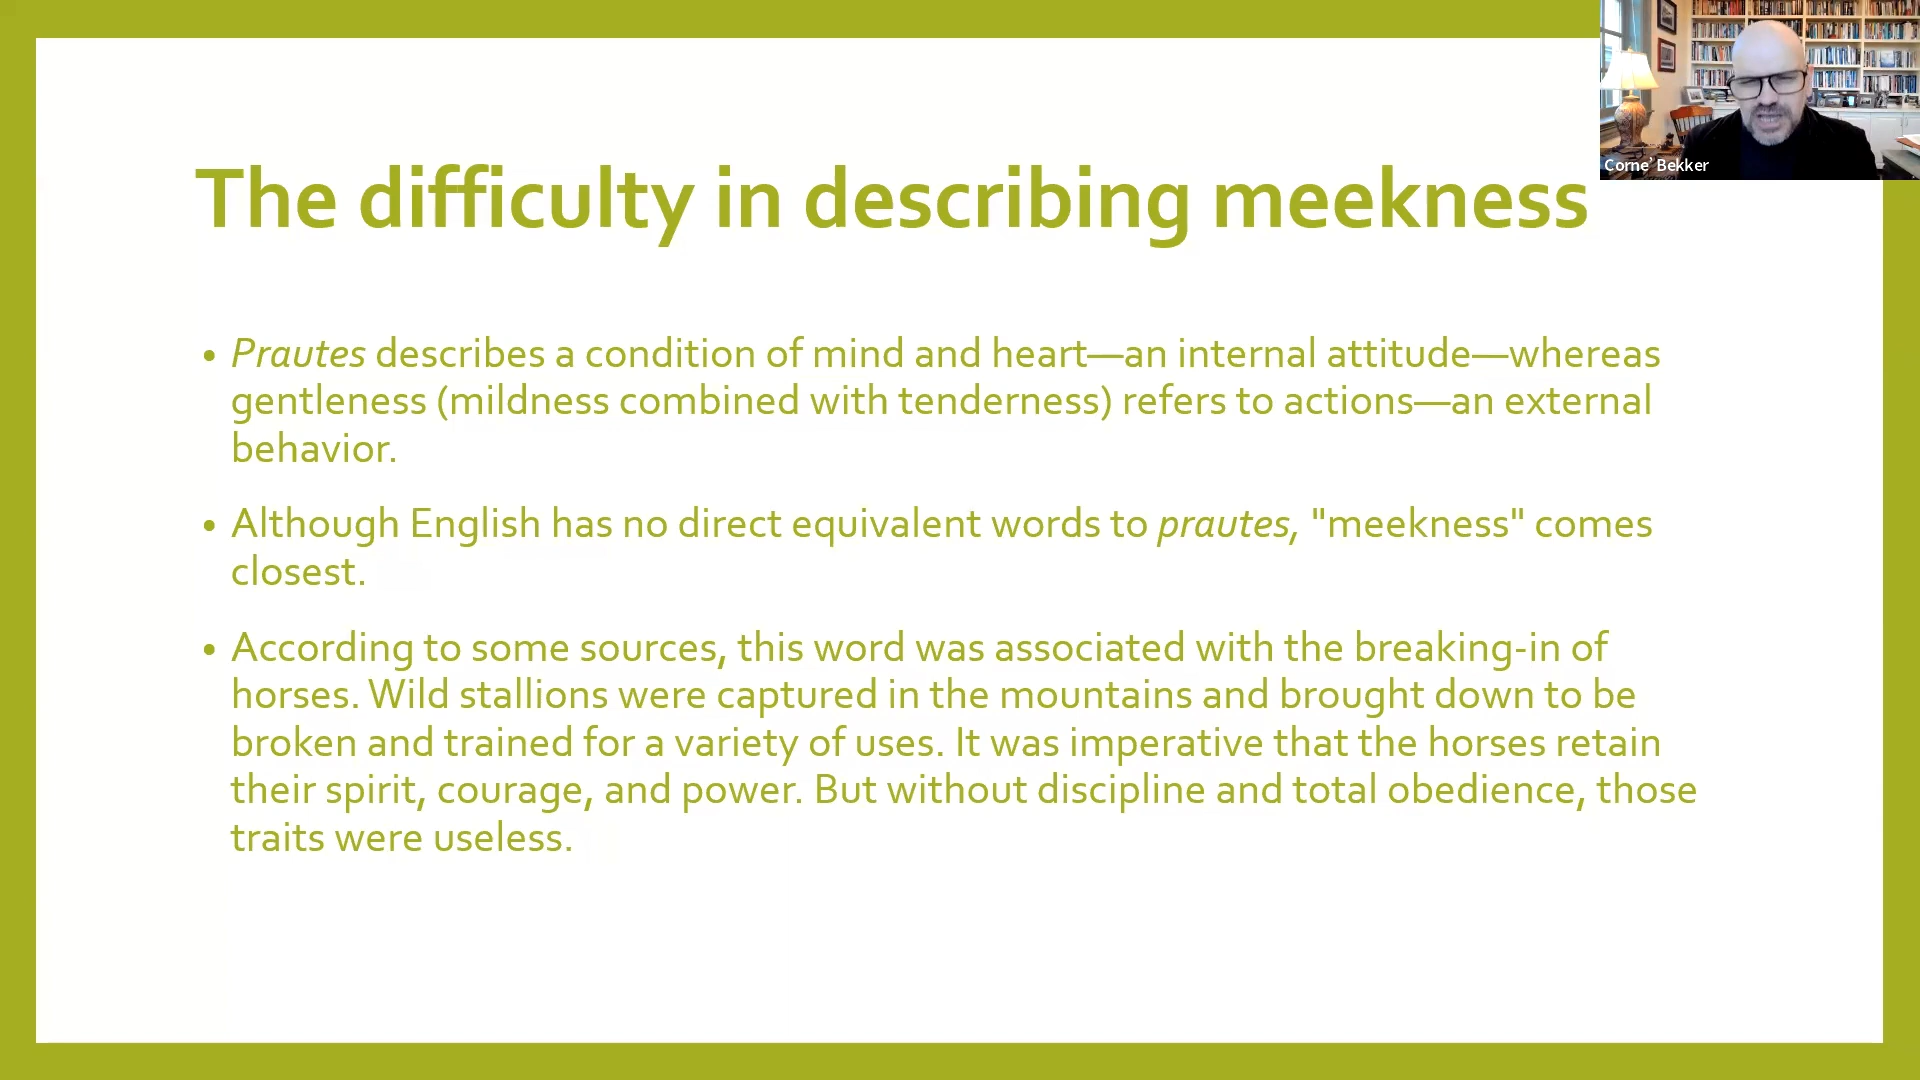 Corne' Bekker
The difficulty in describing meekness
• Prautes describes a condition of mind and heart—an internal attitude—whereas
gentleness (mildness combined with tenderness) refers to actions—an external
behavior.
• Although English has no direct equivalent words to prautes, "meekness" comes
closest.
• According to some sources, this word was associated with the breaking-in of
horses. Wild stallions were captured in the mountains and brought down to be
broken and trained for a variety of uses. It was imperative that the horses retain
their spirit, courage, and power. But without discipline and total obedience, those
traits were useless.